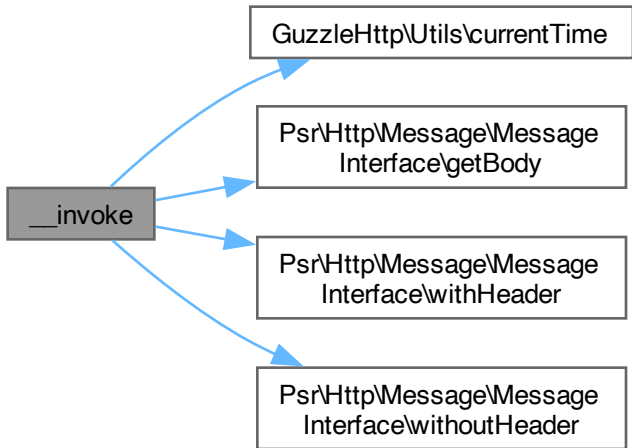 GuzzleHttp\Utils\currentTime
Psr\Http\Message\Message
Interface\getBody
__invoke
Psr\Http\Message\Message
Interface\withHeader
Psr\Http\Message\Message
Interface\withoutHeader